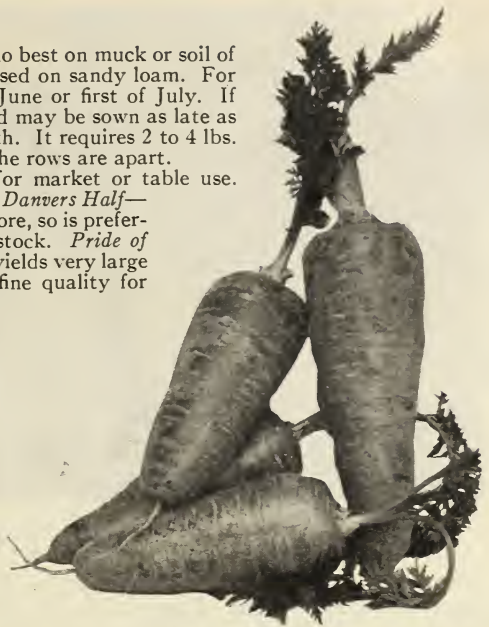 o best on muck or soil of
sed on sandy loam. For
June or first of July. If
d may be sown as late as
th. It requires 2 to 4 lbs.
he rows are apart.
or market or table use.
Danvers Half—
ore, so is prefer-
stock. Pride of
yields very large
fine quality for